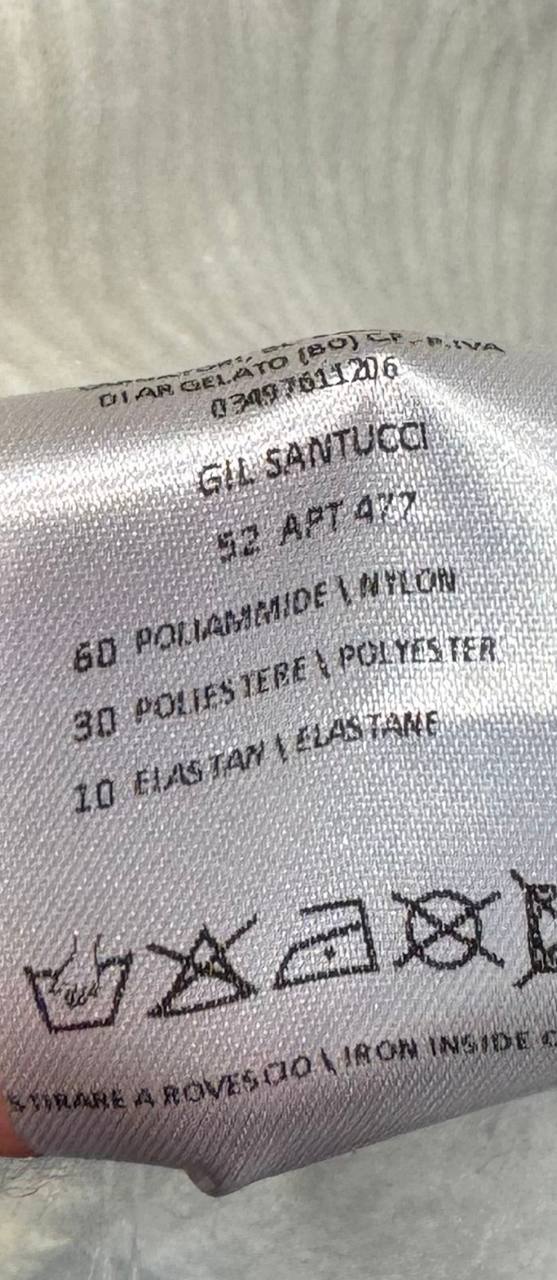 DI ARGELATO (BO) CF - P.IVA
03497611206
GIL SANTUCCI
52 APT 477
60 POLIAMMIDE \ NYLON
30 POLIESTERE \ POLYESTER
10 ELASTAN \ ELASTANE
STIRARE A ROVESCIO \ IRON INSIDE